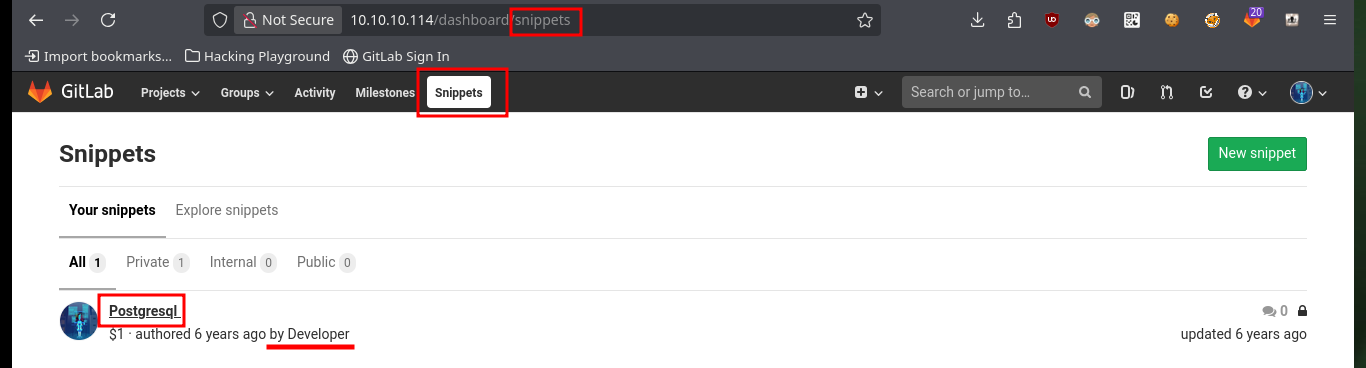 Not Secure 10.10.10.114/dashboard/snippets 20
Import bookmarks... Hacking Playground GitLab Sign In
GitLab Projects Groups Activity Milestones Snippets Search or jump to…
Snippets New snippet
Your snippets Explore snippets
All 1 Private 1 Internal 0 Public 0
Postgresql 0
$1 · authored 6 years ago by Developer updated 6 years ago